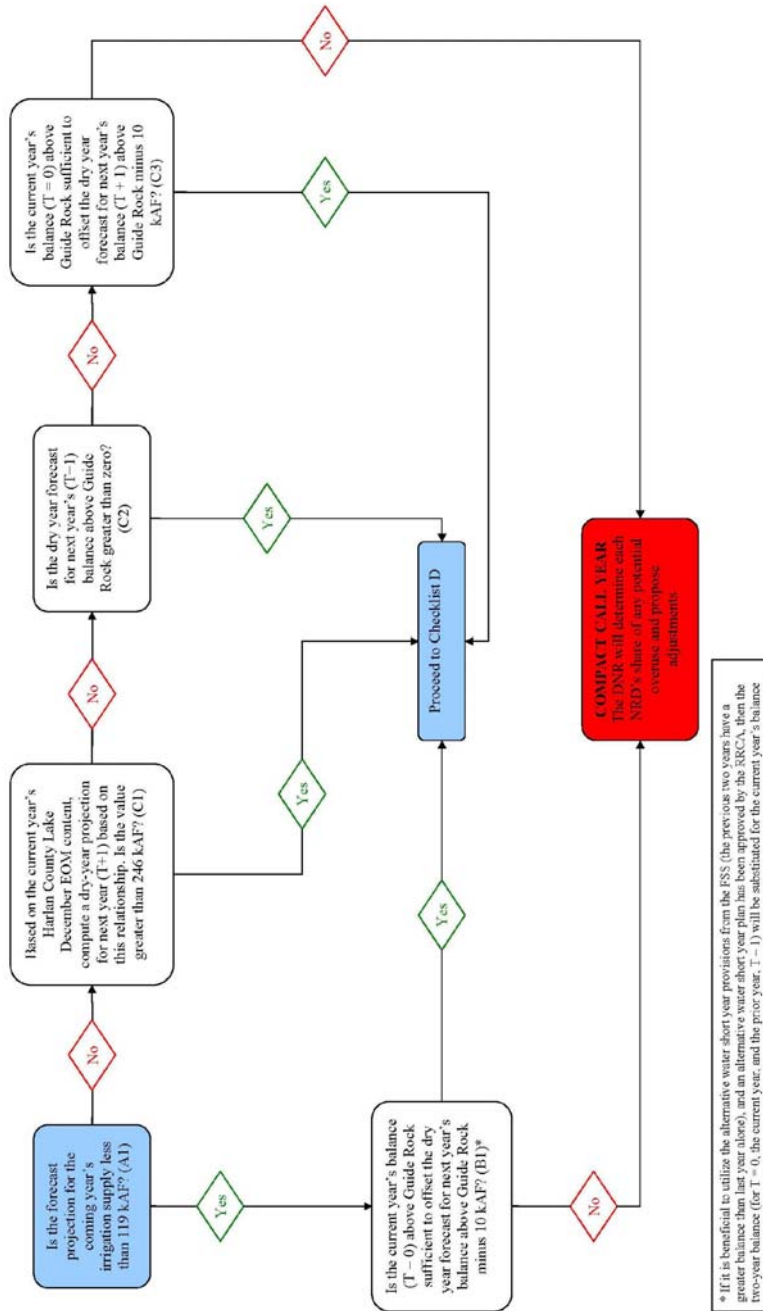 Is the forecast
projection for the
coming year's
irrigation supply less
than 119 kAF? (A1)
No
Based on the current year's
Harlan County Lake
December EOM content,
compute a dry-year projection
for next year (T+1) based on
this relationship. Is the value
greater than 246 kAF? (C1)
No
Is the dry year forecast
for next year's (T−1)
balance above Guide
Rock greater than zero?
(C2)
No
Is the current year's
balance (T = 0) above
Guide Rock sufficient to
offset the dry year
forecast for next year's
balance (T + 1) above
Guide Rock minus 10
kAF? (C3)
No
Yes
Yes
Yes
Yes
Is the current year's balance
(T − 0) above Guide Rock
sufficient to offset the dry
year forecast for next year's
balance above Guide Rock
minus 10 kAF? (B1)*
Yes
Proceed to Checklist D
No
COMPACT CALL YEAR
The DNR will determine each
NRD's share of any potential
overuse and propose
adjustments
* If it is beneficial to utilize the alternative water short year provisions from the FSS (the previous two years have a
greater balance than last year alone), and an alternative water short year plan has been approved by the RRCA, then the
two-year balance (for T = 0, the current year, and the prior year, T − 1) will be substituted for the current year's balance